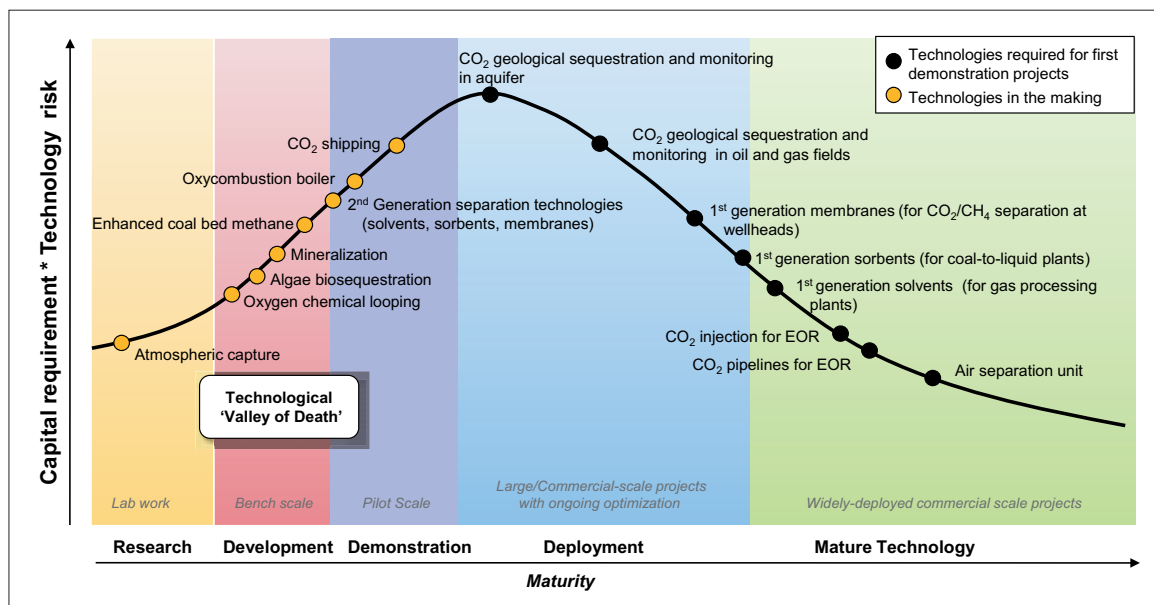 Capital requirement * Technology risk
CO2 geological sequestration and monitoring
in aquifer
Technologies required for first
demonstration projects
Technologies in the making
CO2 shipping
CO2 geological sequestration and
monitoring in oil and gas fields
Oxycombustion boiler
2nd Generation separation technologies
(solvents, sorbents, membranes)
Enhanced coal bed methane
1st generation membranes (for CO2/CH4 separation at
wellheads)
Mineralization
1st generation sorbents (for coal-to-liquid plants)
Algae biosequestration
1st generation solvents (for gas processing
plants)
Oxygen chemical looping
CO2 injection for EOR
Atmospheric capture
CO2 pipelines for EOR
Air separation unit
Technological
‘Valley of Death’
Lab work
Bench scale
Pilot Scale
Large/Commercial-scale projects
with ongoing optimization
Widely-deployed commercial scale projects
Research
Development
Demonstration
Deployment
Mature Technology
Maturity